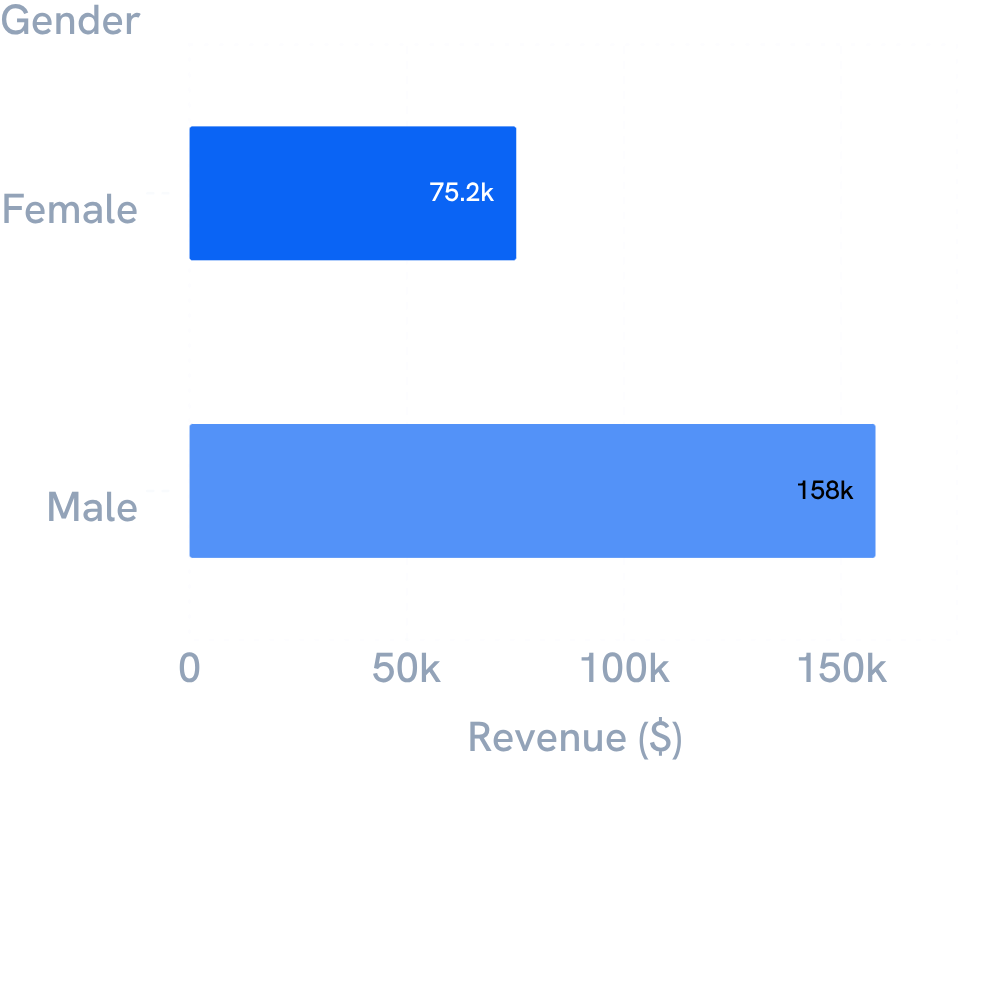 Gender
75.2k
Female
158k
Male
0 50k 100k 150k
Revenue ($)